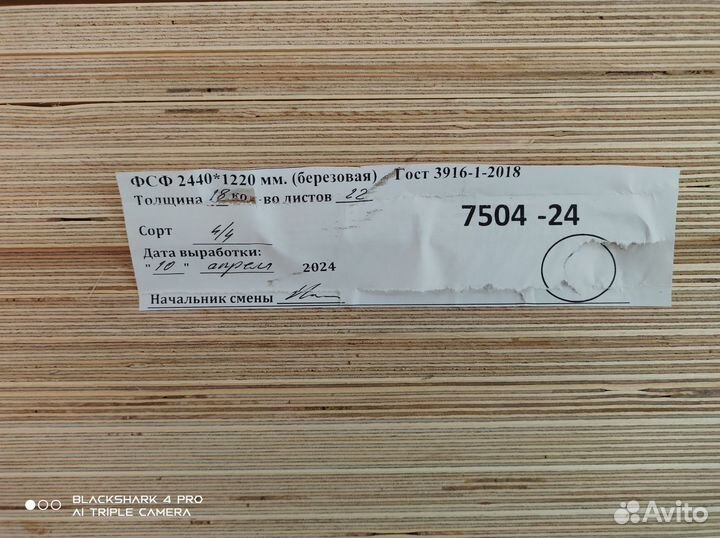 ФСФ 2440*1220 мм. (березовая) Гост 3916-1-2018
Толщина 18 кол-во листов 22
7504 -24
Сорт 4/4
Дата выработки:
"10" апреля 2024
Начальник смены
BLACKSHARK 4 PRO
AI TRIPLE CAMERA
Avito